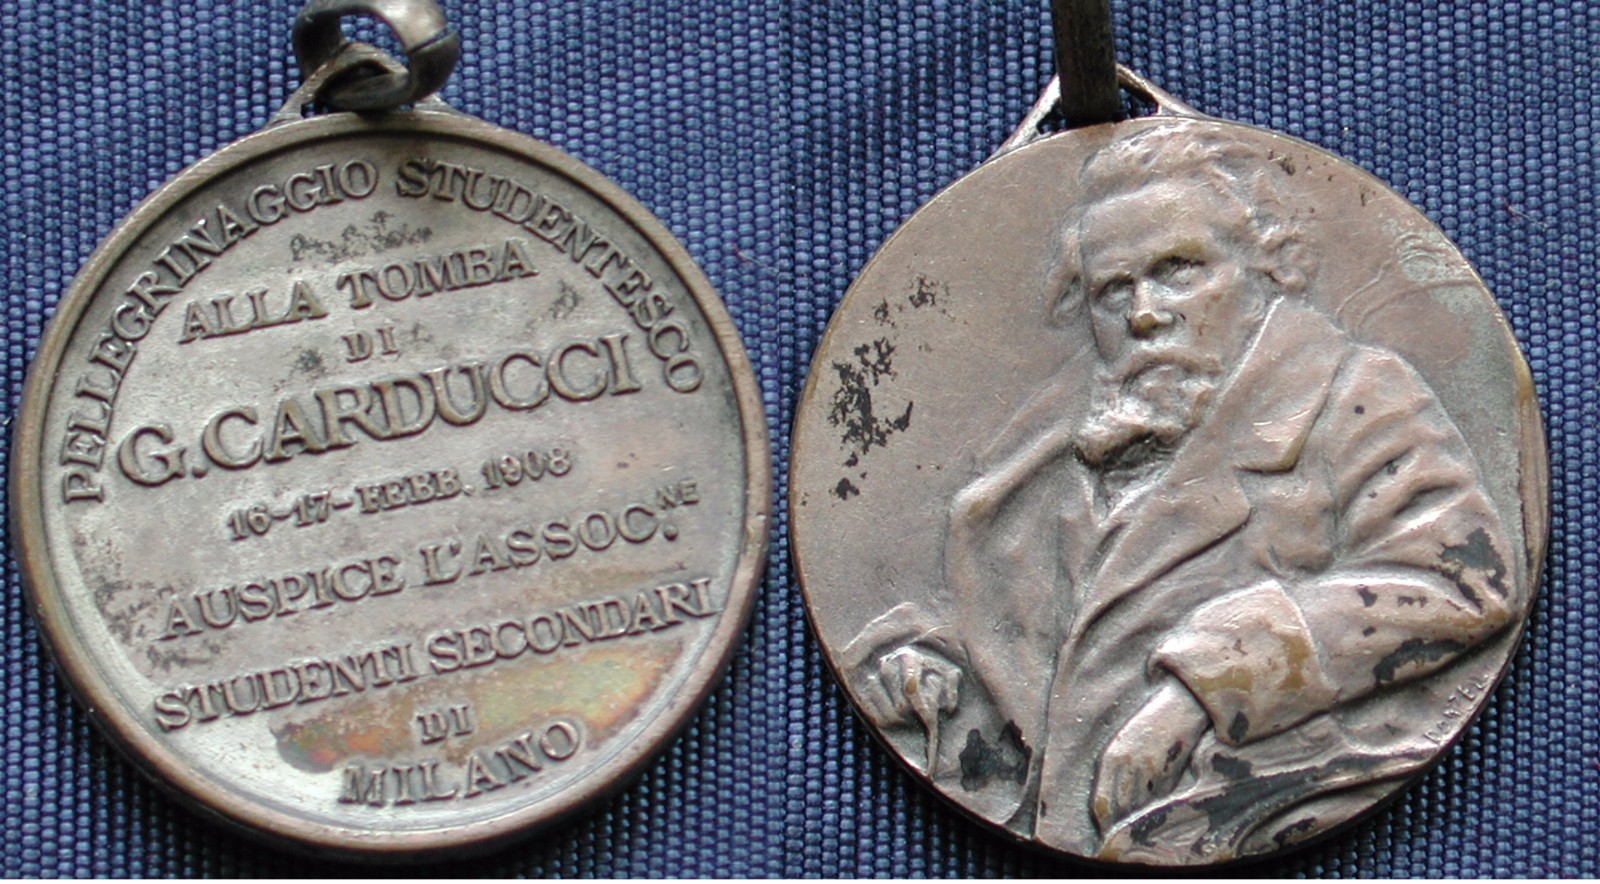 PELLEGRINAGGIO STUDENTESCO
ALLA TOMBA
DI
G. CARDUCCI
16-17-FEBB. 1908
AUSPICE L'ASSOC.NE
STUDENTI SECONDARI
DI
MILANO